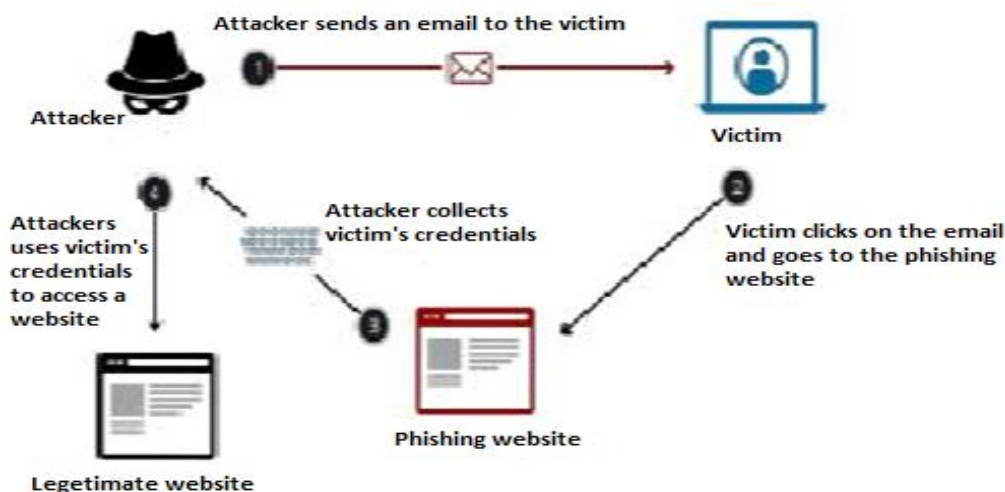 Attacker sends an email to the victim
1
Attacker
Victim
2
Victim clicks on the email
and goes to the phishing
website
Attacker collects
victim's credentials
3
Phishing website
4
Attackers
uses victim's
credentials
to access a
website
Legetimate website